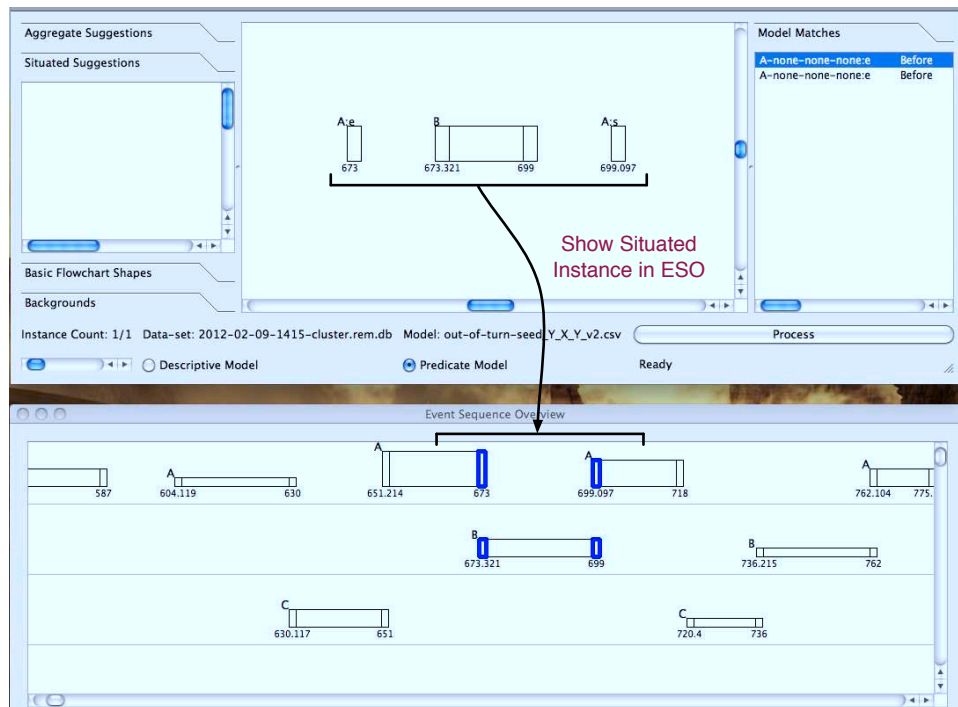 Aggregate Suggestions
Situated Suggestions
Model Matches
A-none-none-none:e Before
A-none-none-none:e Before
A:e B A:s
673 673.321 699 699.097
Show Situated
Instance in ESO
Basic Flowchart Shapes
Backgrounds
Instance Count: 1/1 Data-set: 2012-02-09-1415-cluster.rem.db Model: out-of-turn-seed_Y_X_Y_v2.csv Process
Descriptive Model Predicate Model Ready
Event Sequence Overview
A A A A
587 604.119 630 651.214 673 699.097 718 762.104 775.
B B
673.321 699 736.215 762
C C
630.117 651 720.4 736